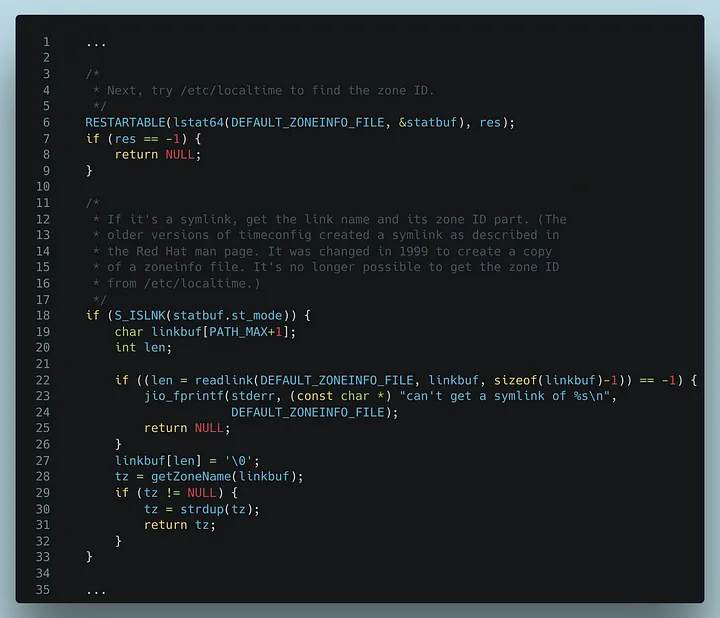 1 ...
2
3 /*
4  * Next, try /etc/localtime to find the zone ID.
5  */
6 RESTARTABLE(lstat64(DEFAULT_ZONEINFO_FILE, &statbuf), res);
7 if (res == -1) {
8     return NULL;
9 }
10
11 /*
12  * If it's a symlink, get the link name and its zone ID part. (The
13  * older versions of timeconfig created a symlink as described in
14  * the Red Hat man page. It was changed in 1999 to create a copy
15  * of a zoneinfo file. It's no longer possible to get the zone ID
16  * from /etc/localtime.)
17  */
18 if (S_ISLNK(statbuf.st_mode)) {
19     char linkbuf[PATH_MAX+1];
20     int len;
21
22     if ((len = readlink(DEFAULT_ZONEINFO_FILE, linkbuf, sizeof(linkbuf)-1)) == -1) {
23         jio_fprintf(stderr, (const char *) "can't get a symlink of %s\n",
24                     DEFAULT_ZONEINFO_FILE);
25         return NULL;
26     }
27     linkbuf[len] = '\0';
28     tz = getZoneName(linkbuf);
29     if (tz != NULL) {
30         tz = strdup(tz);
31         return tz;
32     }
33 }
34
35 ...